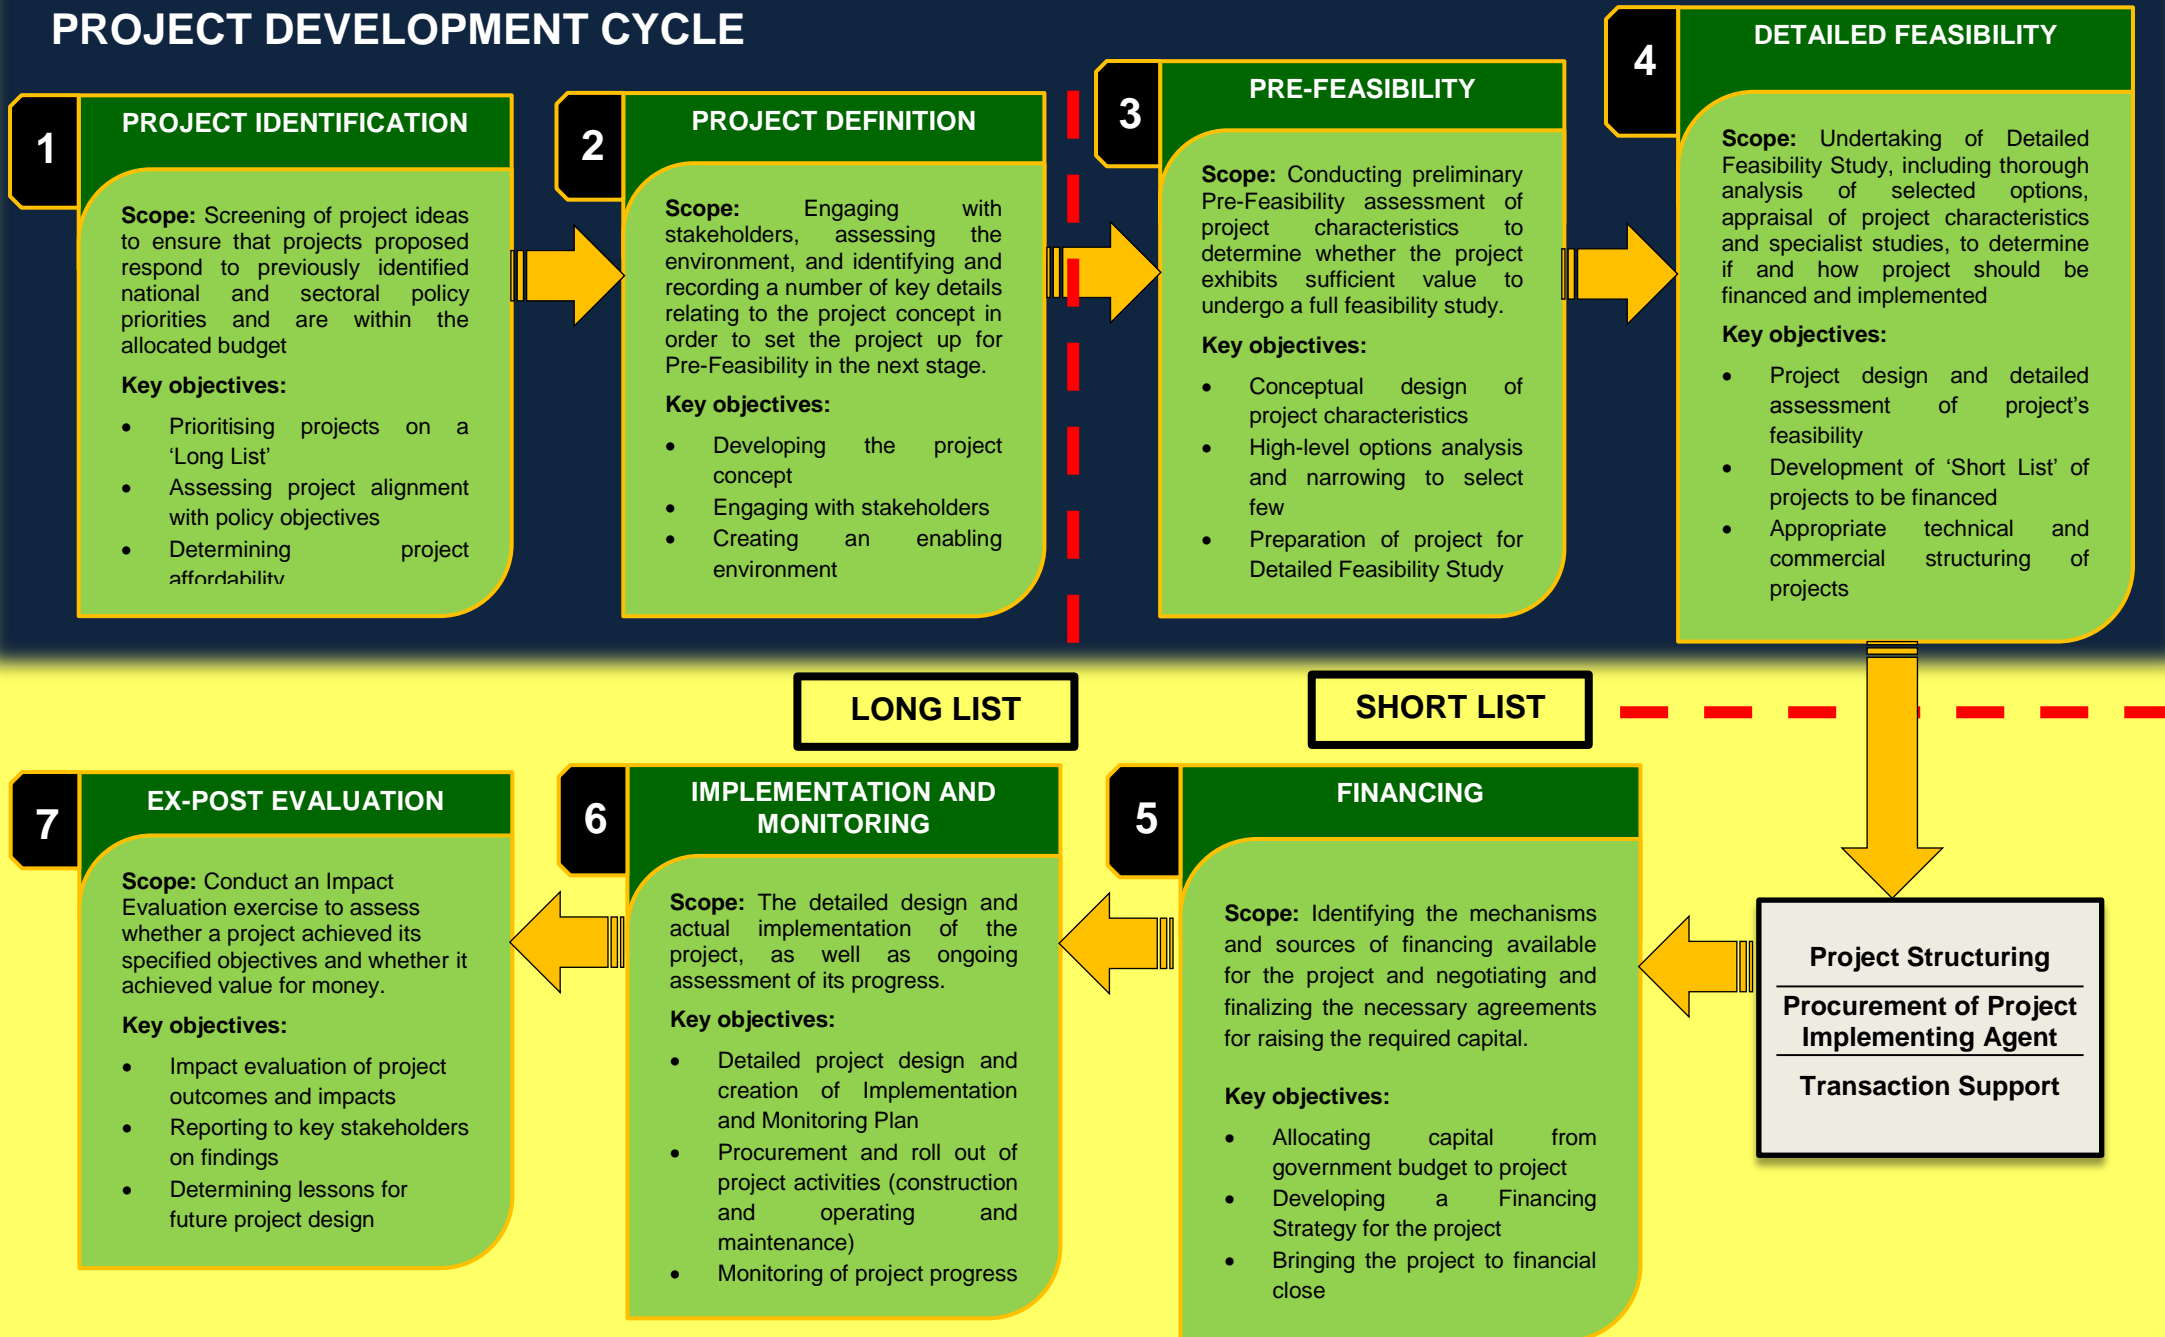 PROJECT DEVELOPMENT CYCLE
1
PROJECT IDENTIFICATION
Scope: Screening of project ideas
to ensure that projects proposed
respond to previously identified
national and sectoral policy
priorities and are within the
allocated budget
Key objectives:
• Prioritising projects on a
‘Long List’
• Assessing project alignment
with policy objectives
• Determining project
affordability
2
PROJECT DEFINITION
Scope: Engaging with
stakeholders, assessing the
environment, and identifying and
recording a number of key details
relating to the project concept in
order to set the project up for
Pre-Feasibility in the next stage.
Key objectives:
• Developing the project
concept
• Engaging with stakeholders
• Creating an enabling
environment
3
PRE-FEASIBILITY
Scope: Conducting preliminary
Pre-Feasibility assessment of
project characteristics to
determine whether the project
exhibits sufficient value to
undergo a full feasibility study.
Key objectives:
• Conceptual design of
project characteristics
• High-level options analysis
and narrowing to select
few
• Preparation of project for
Detailed Feasibility Study
4
DETAILED FEASIBILITY
Scope: Undertaking of Detailed
Feasibility Study, including thorough
analysis of selected options,
appraisal of project characteristics
and specialist studies, to determine
if and how project should be
financed and implemented
Key objectives:
• Project design and detailed
assessment of project’s
feasibility
• Development of ‘Short List’ of
projects to be financed
• Appropriate technical and
commercial structuring of
projects
LONG LIST
SHORT LIST
Project Structuring
Procurement of Project
Implementing Agent
Transaction Support
5
FINANCING
Scope: Identifying the mechanisms
and sources of financing available
for the project and negotiating and
finalizing the necessary agreements
for raising the required capital.
Key objectives:
• Allocating capital from
government budget to project
• Developing a Financing
Strategy for the project
• Bringing the project to financial
close
6
IMPLEMENTATION AND
MONITORING
Scope: The detailed design and
actual implementation of the
project, as well as ongoing
assessment of its progress.
Key objectives:
• Detailed project design and
creation of Implementation
and Monitoring Plan
• Procurement and roll out of
project activities (construction
and operating and
maintenance)
• Monitoring of project progress
7
EX-POST EVALUATION
Scope: Conduct an Impact
Evaluation exercise to assess
whether a project achieved its
specified objectives and whether it
achieved value for money.
Key objectives:
• Impact evaluation of project
outcomes and impacts
• Reporting to key stakeholders
on findings
• Determining lessons for
future project design